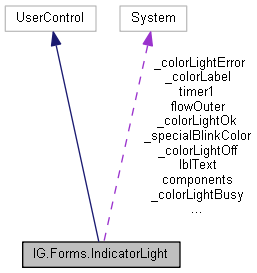 UserControl
System
_colorLightError
_colorLabel
timer1
flowOuter
_colorLightOk
_specialBlinkColor
_colorLightOff
lblText
components
_colorLightBusy
...
IG.Forms.IndicatorLight